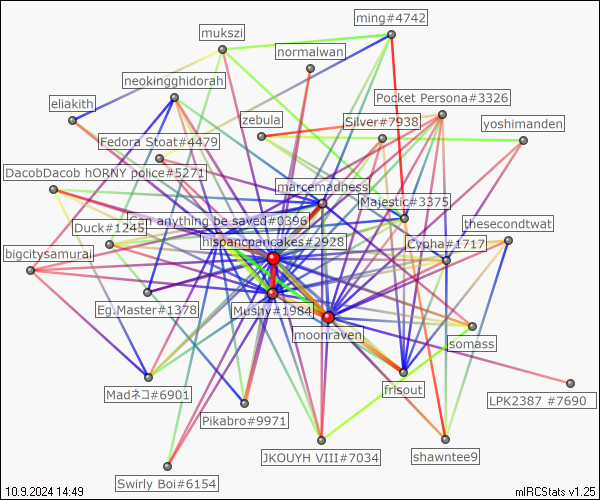 ming#4742
mukszi
normalwan
neokingghidorah
eliakith
Pocket Persona#3326
zebula
Silver#7938
yoshimanden
Fedora Stoat#4479
DacobDacob hORNY police#5271
marcemadness
Majestic#3375
Can anything be saved#0396
Duck#1245
thesecondtwat
hispancpancakes#2928
Cypha#1717
bigcitysamurai
Eg.Master#1378
Mushy#1984
moonraven
somass
Madネコ#6901
frisout
LPK2387 #7690
Pikabro#9971
JKOUYH VIII#7034
shawntee9
Swirly Boi#6154
10.9.2024 14:49
mIRCStats v1.25